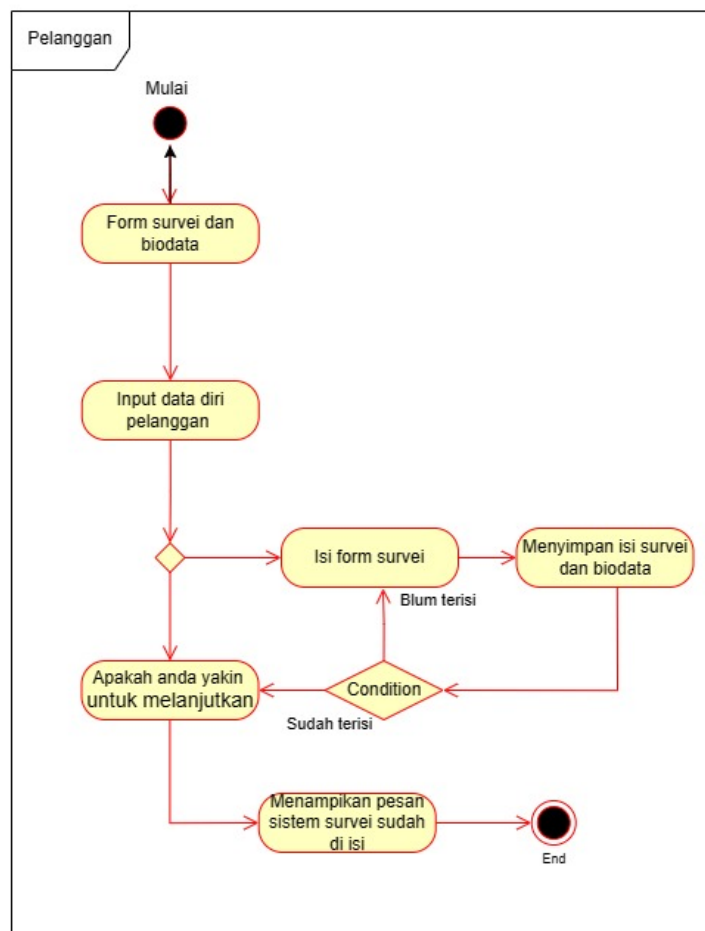 Pelanggan
Mulai
Form survei dan
biodata
Input data diri
pelanggan
Isi form survei
Menyimpan isi survei
dan biodata
Blum terisi
Apakah anda yakin
untuk melanjutkan
Condition
Sudah terisi
Menampikan pesan
sistem survei sudah
di isi
End